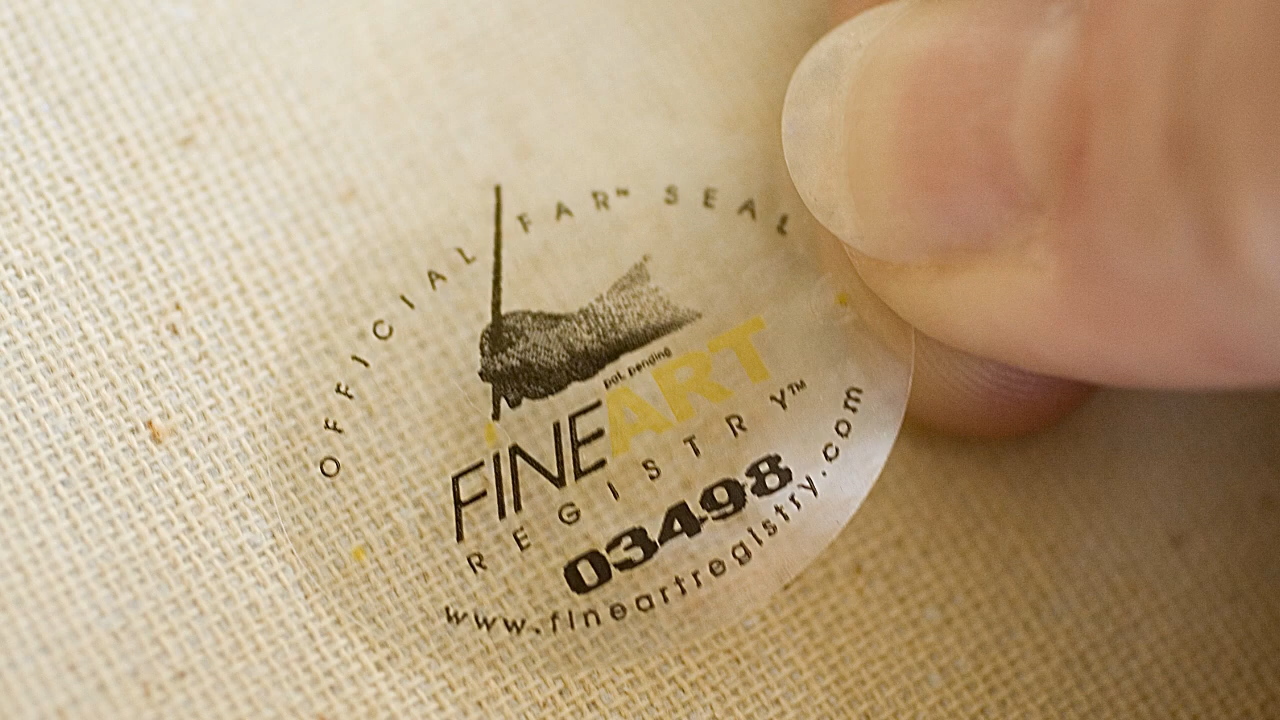 OFFICIAL FAR™ SEAL
pat. pending
FINEART
REGISTRY™
03498
www.fineartregistry.com